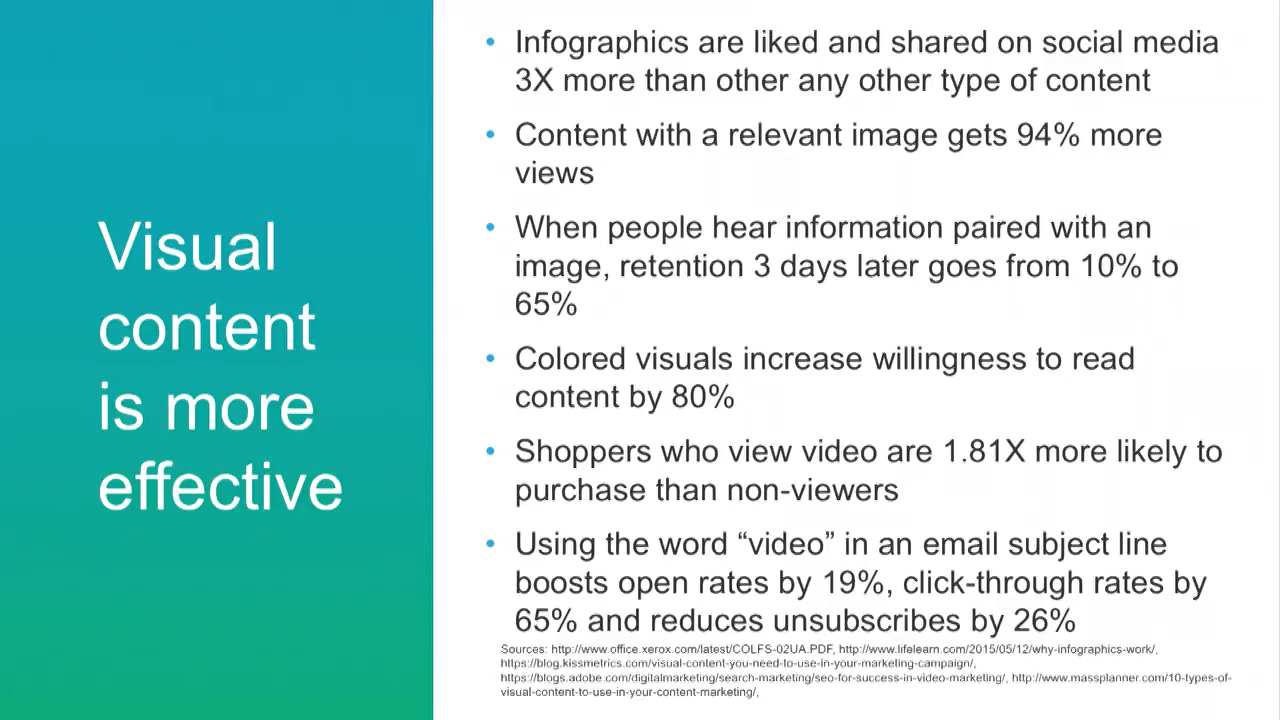 Visual
content
is more
effective
• Infographics are liked and shared on social media
3X more than other any other type of content
• Content with a relevant image gets 94% more
views
• When people hear information paired with an
image, retention 3 days later goes from 10% to
65%
• Colored visuals increase willingness to read
content by 80%
• Shoppers who view video are 1.81X more likely to
purchase than non-viewers
• Using the word “video” in an email subject line
boosts open rates by 19%, click-through rates by
65% and reduces unsubscribes by 26%
Sources: http://www.office.xerox.com/latest/COLFS-02UA.PDF, http://www.lifelearn.com/2015/05/12/why-infographics-work/,
https://blog.kissmetrics.com/visual-content-you-need-to-use-in-your-marketing-campaign/,
https://blogs.adobe.com/digitalmarketing/search-marketing/seo-for-success-in-video-marketing/, http://www.massplanner.com/10-types-of-
visual-content-to-use-in-your-content-marketing/,